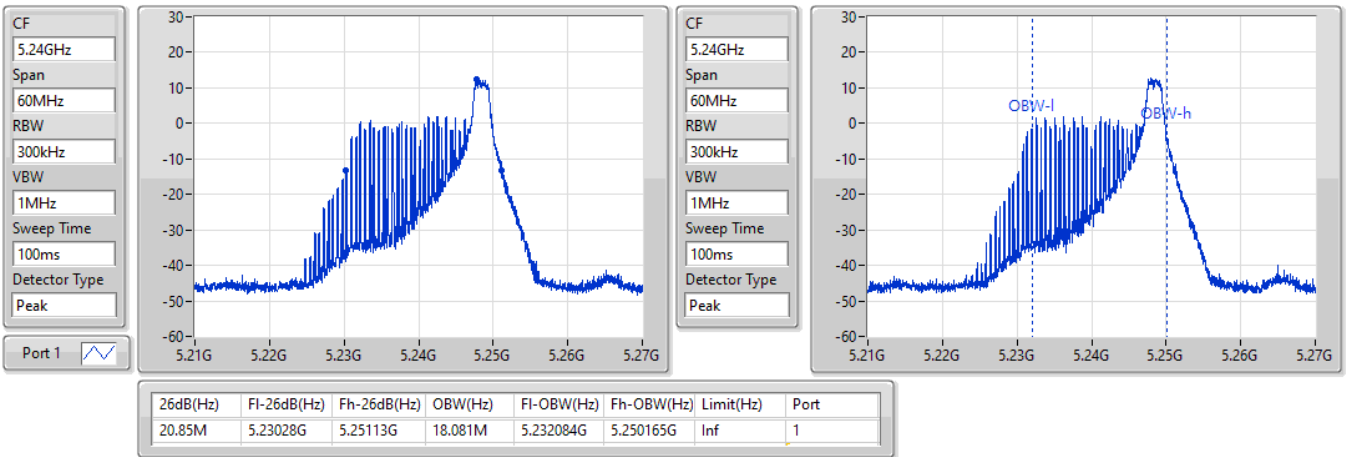 CF
5.24GHz
Span
60MHz
RBW
300kHz
VBW
1MHz
Sweep Time
100ms
Detector Type
Peak
Port 1
30
20
10
0
-10
-20
-30
-40
-50
-60
5.21G 5.22G 5.23G 5.24G 5.25G 5.26G 5.27G
CF
5.24GHz
Span
60MHz
RBW
300kHz
VBW
1MHz
Sweep Time
100ms
Detector Type
Peak
30
20
10
0
-10
-20
-30
-40
-50
-60
OBW-l
OBW-h
5.21G 5.22G 5.23G 5.24G 5.25G 5.26G 5.27G
26dB(Hz) Fl-26dB(Hz) Fh-26dB(Hz) OBW(Hz) Fl-OBW(Hz) Fh-OBW(Hz) Limit(Hz) Port
20.85M 5.23028G 5.25113G 18.081M 5.232084G 5.250165G Inf 1